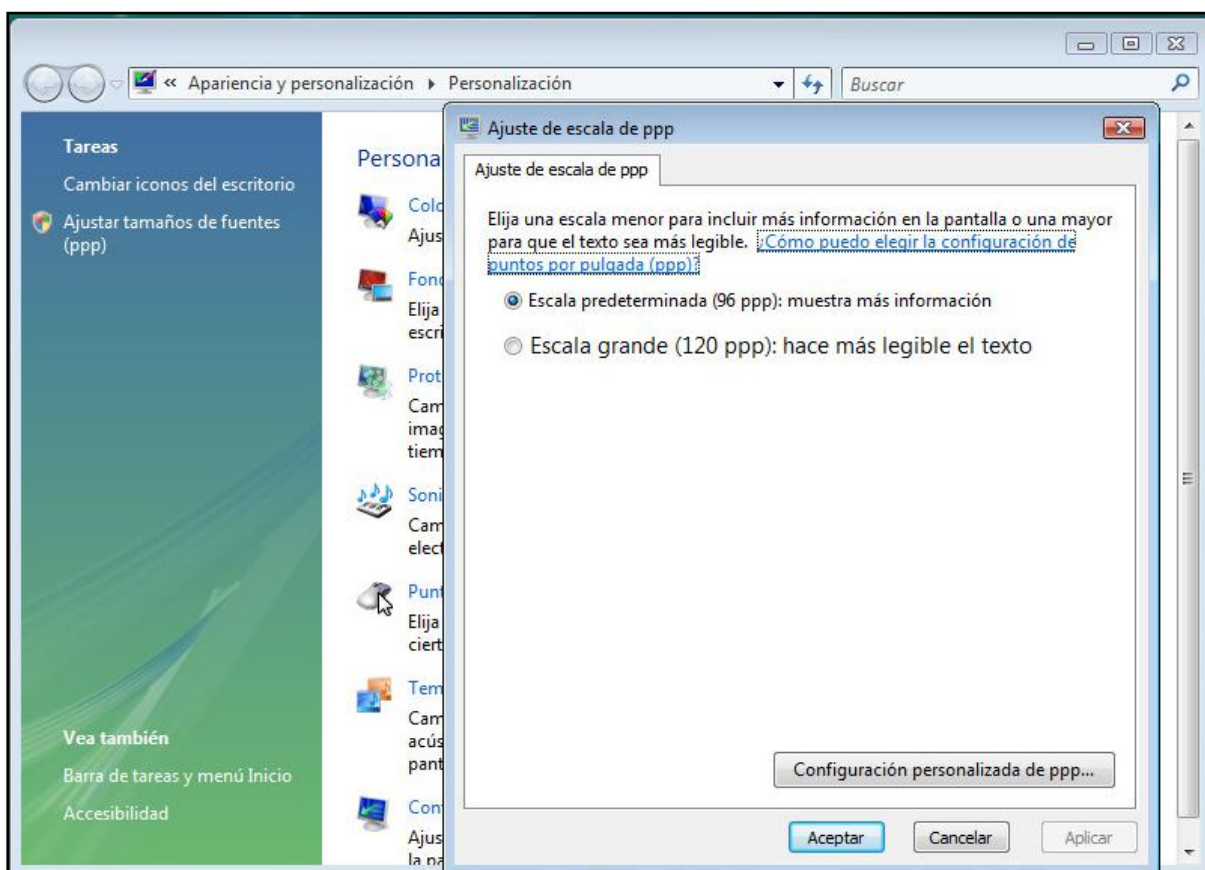 « Apariencia y personalización ▸ Personalización
Buscar
Tareas
Cambiar iconos del escritorio
Ajustar tamaños de fuentes
(ppp)
Vea también
Barra de tareas y menú Inicio
Accesibilidad
Persona
Colo
Ajus
Fond
Elija
escri
Prot
Cam
imag
tiem
Soni
Cam
elect
Punt
Elija
ciert
Tem
Cam
acús
pant
Con
Ajus
la pa
Ajuste de escala de ppp
Ajuste de escala de ppp
Elija una escala menor para incluir más información en la pantalla o una mayor
para que el texto sea más legible. ¿Cómo puedo elegir la configuración de
puntos por pulgada (ppp)?
Escala predeterminada (96 ppp): muestra más información
Escala grande (120 ppp): hace más legible el texto
Configuración personalizada de ppp...
Aceptar
Cancelar
Aplicar